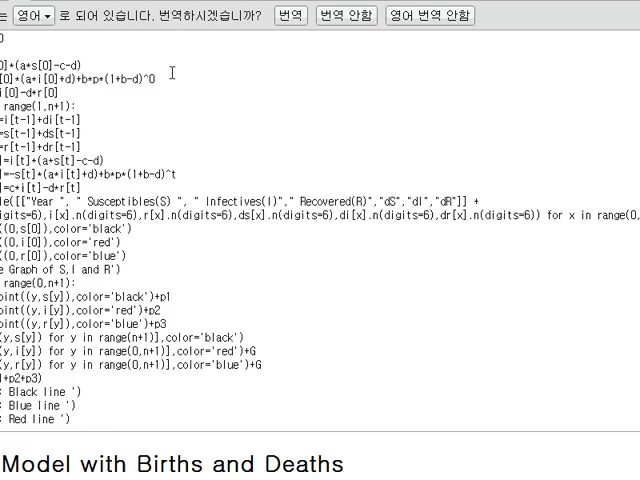 는 영어 로 되어 있습니다. 번역하시겠습니까? 번역 번역 안함 영어 번역 안함
0
0]*(a*s[0]-c-d)
[0]*(a*i[0]+d)+b*p*(1+b-d)^0
i[0]-d*r[0]
range(1,n+1):
=i[t-1]+di[t-1]
=s[t-1]+ds[t-1]
=r[t-1]+dr[t-1]
]=i[t]*(a*s[t]-c-d)
]=-s[t]*(a*i[t]+d)+b*p*(1+b-d)^t
]=c*i[t]-d*r[t]
le([["Year ", " Susceptibles(S) ", " Infectives(I)"," Recovered(R)","dS","dI","dR"]] +
igits=6),i[x].n(digits=6),r[x].n(digits=6),ds[x].n(digits=6),di[x].n(digits=6),dr[x].n(digits=6)) for x in range(0,
((0,s[0]),color='black')
((0,i[0]),color='red')
((0,r[0]),color='blue')
e Graph of S,I and R')
range(0,n+1):
oint((y,s[y]),color='black')+p1
oint((y,i[y]),color='red')+p2
oint((y,r[y]),color='blue')+p3
(y,s[y]) for y in range(n+1)],color='black')
(y,i[y]) for y in range(0,n+1)],color='red')+G
(y,r[y]) for y in range(0,n+1)],color='blue')+G
1+p2+p3)
: Black line ')
: Blue line ')
: Red line ')
Model with Births and Deaths